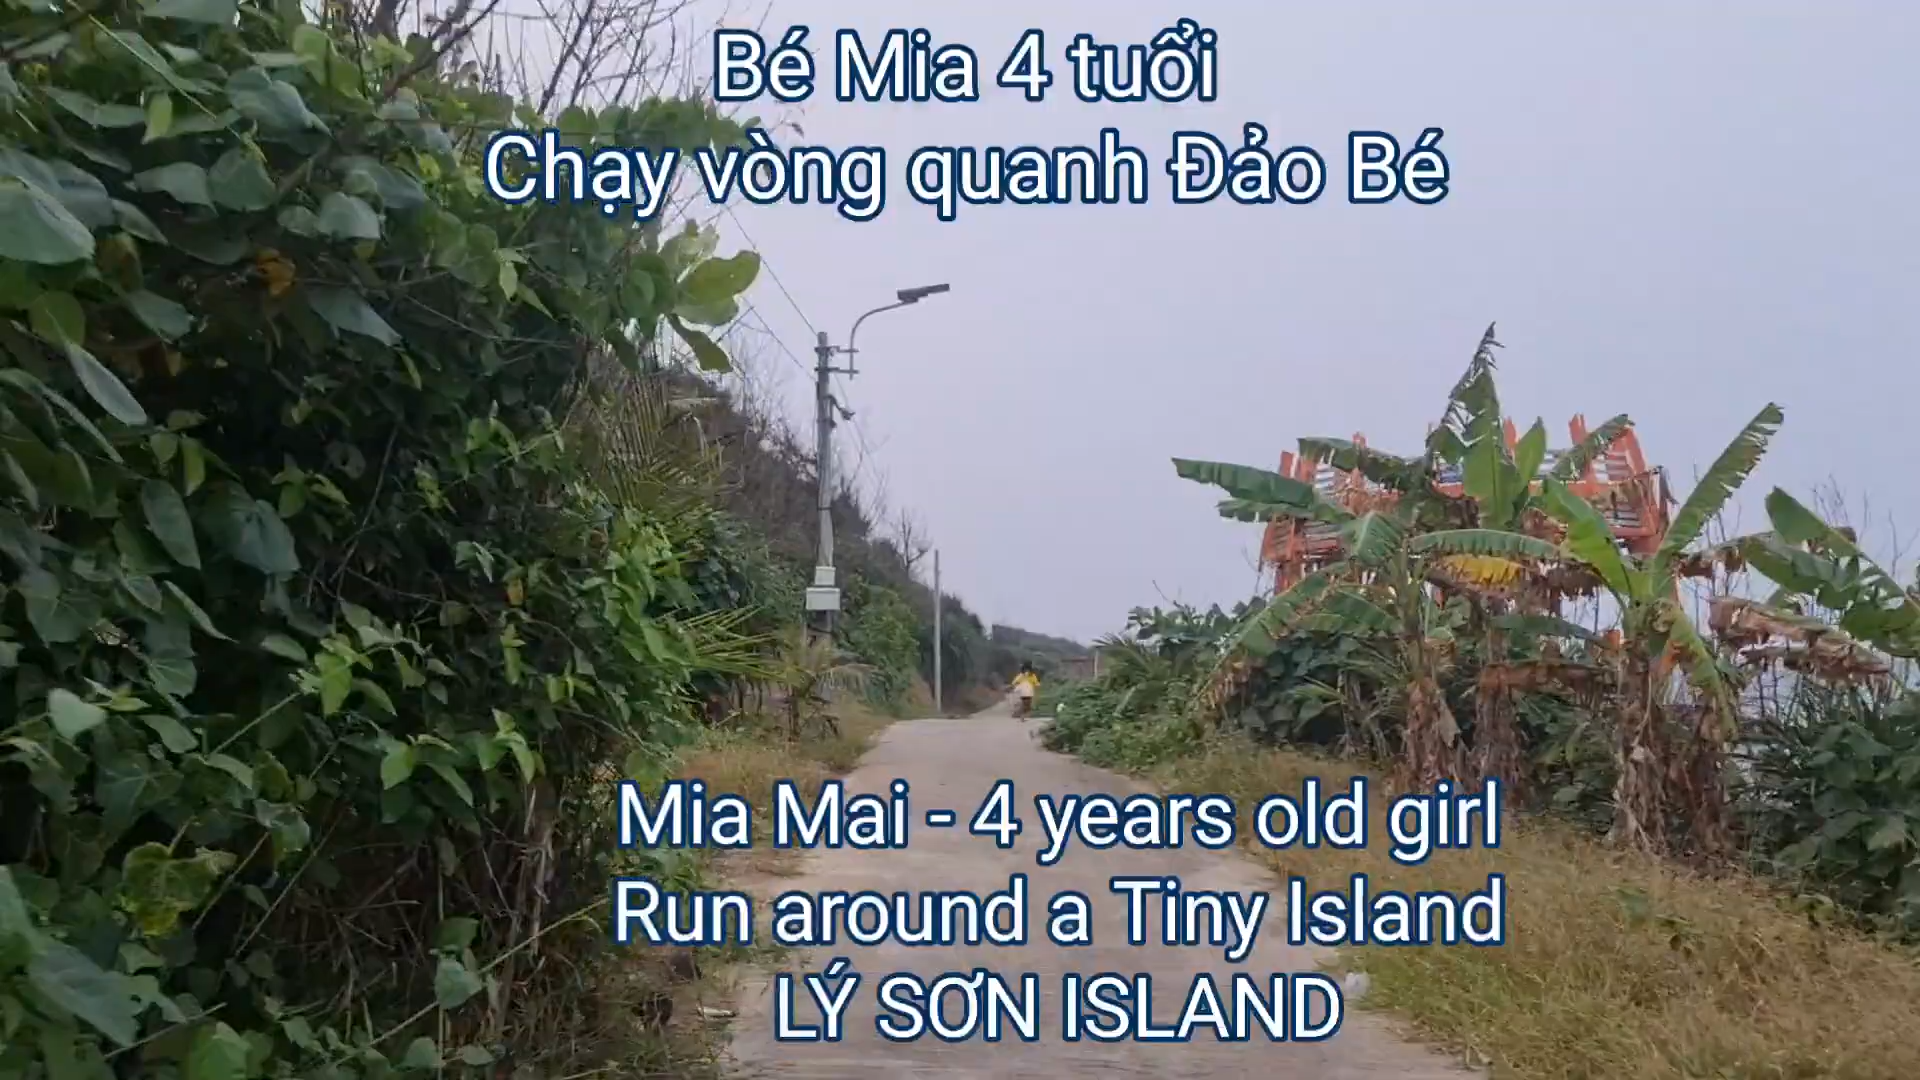 Bé Mia 4 tuổi
Chạy vòng quanh Đảo Bé
Mia Mai - 4 years old girl
Run around a Tiny Island
LÝ SƠN ISLAND